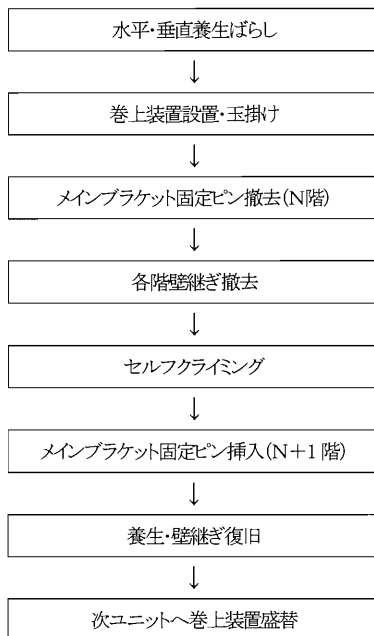 水平・垂直養生ばらし
↓
巻上装置設置・玉掛け
↓
メインブラケット固定ピン撤去(N階)
↓
各階壁継ぎ撤去
↓
セルフクライミング
↓
メインブラケット固定ピン挿入(N+1階)
↓
養生・壁継ぎ復旧
↓
次ユニットへ巻上装置盛替